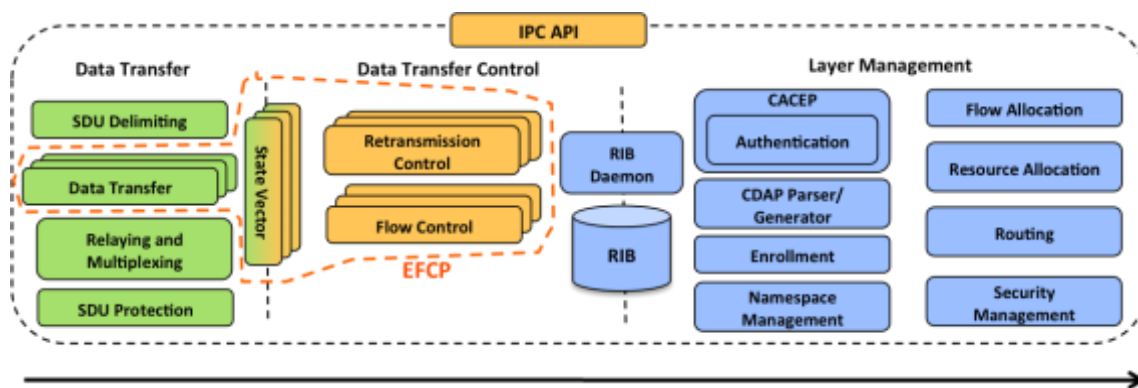 IPC API
Data Transfer
Data Transfer Control
Layer Management
SDU Delimiting
Data Transfer
Relaying and
Multiplexing
SDU Protection
State Vector
Retransmission
Control
Flow Control
EFCP
RIB
Daemon
RIB
CACEP
Authentication
CDAP Parser/
Generator
Enrollment
Namespace
Management
Flow Allocation
Resource Allocation
Routing
Security
Management